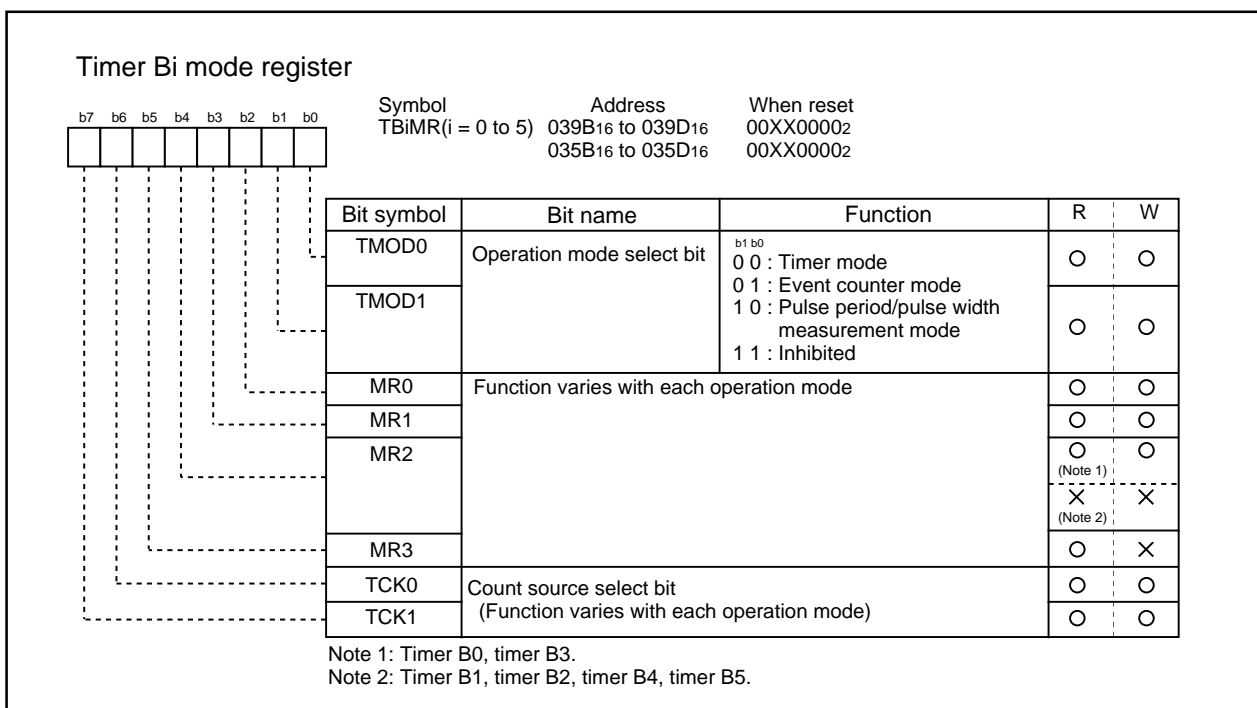 Timer Bi mode register
Symbol Address When reset
TBiMR(i = 0 to 5) 039B16 to 039D16 00XX00002
035B16 to 035D16 00XX00002
b7 b6 b5 b4 b3 b2 b1 b0
Bit symbol Bit name Function R W
TMOD0 Operation mode select bit b1 b0
0 0 : Timer mode
0 1 : Event counter mode
TMOD1 1 0 : Pulse period/pulse width
measurement mode
1 1 : Inhibited
MR0 Function varies with each operation mode
MR1
MR2
(Note 1)
(Note 2)
MR3
TCK0 Count source select bit
TCK1 (Function varies with each operation mode)
Note 1: Timer B0, timer B3.
Note 2: Timer B1, timer B2, timer B4, timer B5.